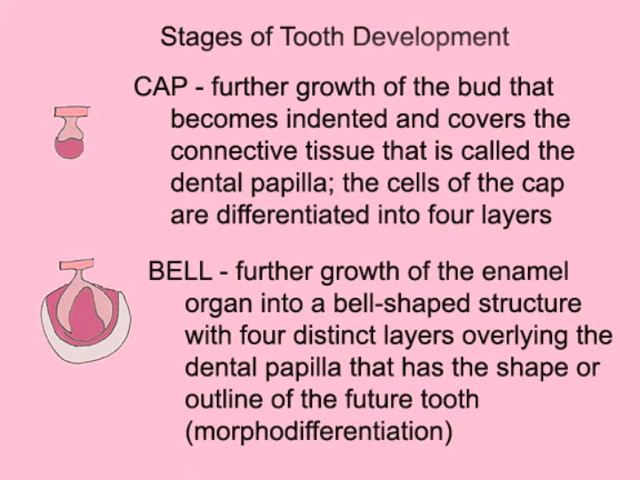 Stages of Tooth Development
CAP - further growth of the bud that
becomes indented and covers the
connective tissue that is called the
dental papilla; the cells of the cap
are differentiated into four layers
BELL - further growth of the enamel
organ into a bell-shaped structure
with four distinct layers overlying the
dental papilla that has the shape or
outline of the future tooth
(morphodifferentiation)